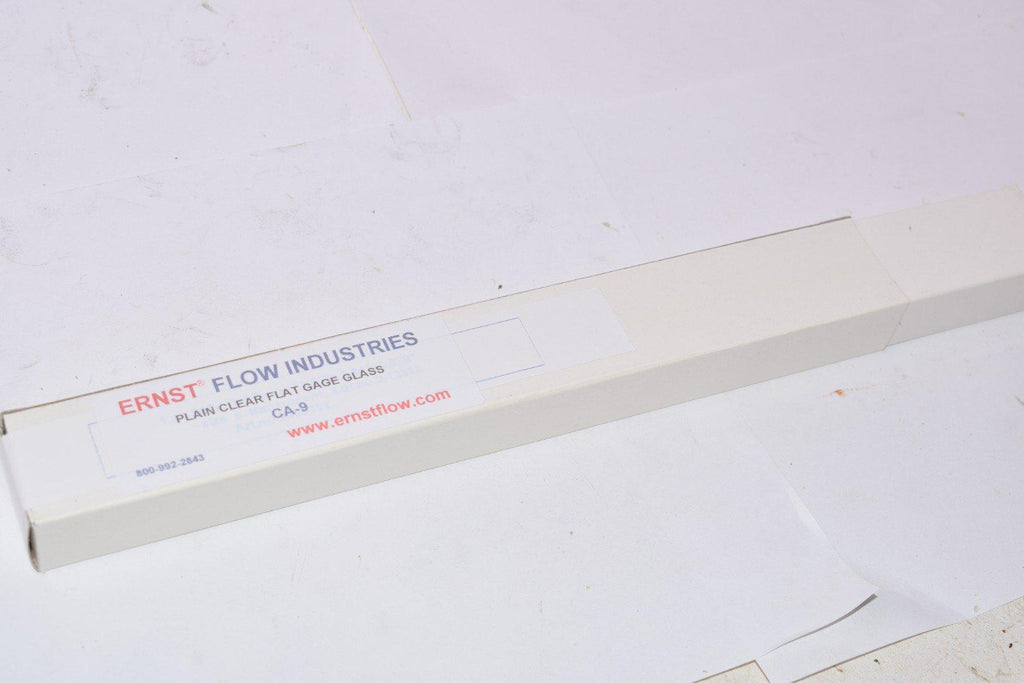 ERNST® FLOW INDUSTRIES
PLAIN CLEAR FLAT GAGE GLASS
CA-9
www.ernstflow.com
800-992-2843